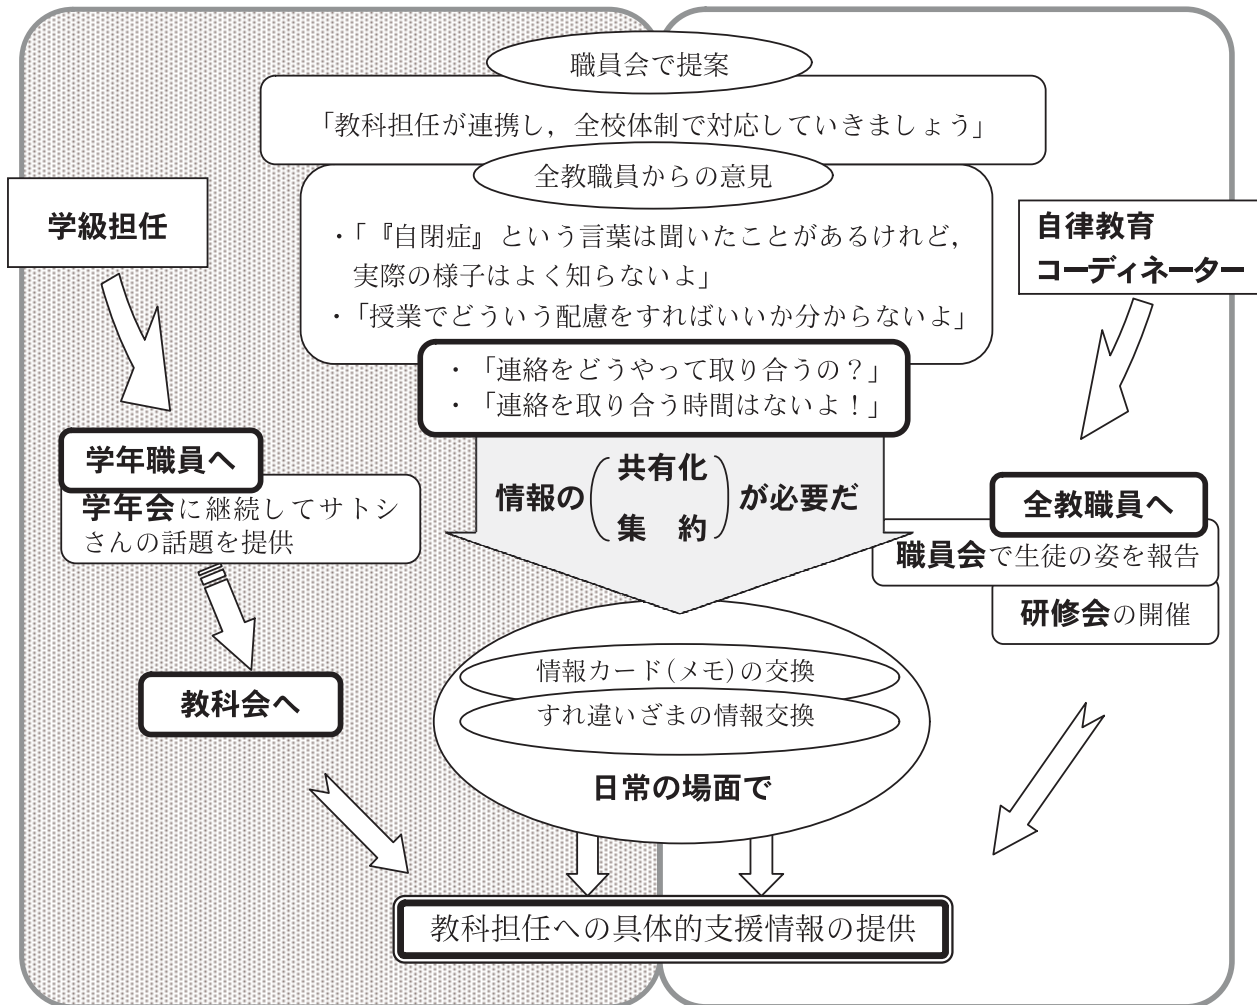 職員会で提案
「教科担任が連携し，全校体制で対応していきましょう」
全教職員からの意見
・「『自閉症』という言葉は聞いたことがあるけれど，
実際の様子はよく知らないよ」
・「授業でどういう配慮をすればいいか分からないよ」
・「連絡をどうやって取り合うの？」
・「連絡を取り合う時間はないよ！」
学級担任
自律教育
コーディネーター
学年職員へ
学年会に継続してサトシ
さんの話題を提供
教科会へ
情報の（共有化
集　約）が必要だ
全教職員へ
職員会で生徒の姿を報告
研修会の開催
情報カード(メモ)の交換
すれ違いざまの情報交換
日常の場面で
教科担任への具体的支援情報の提供